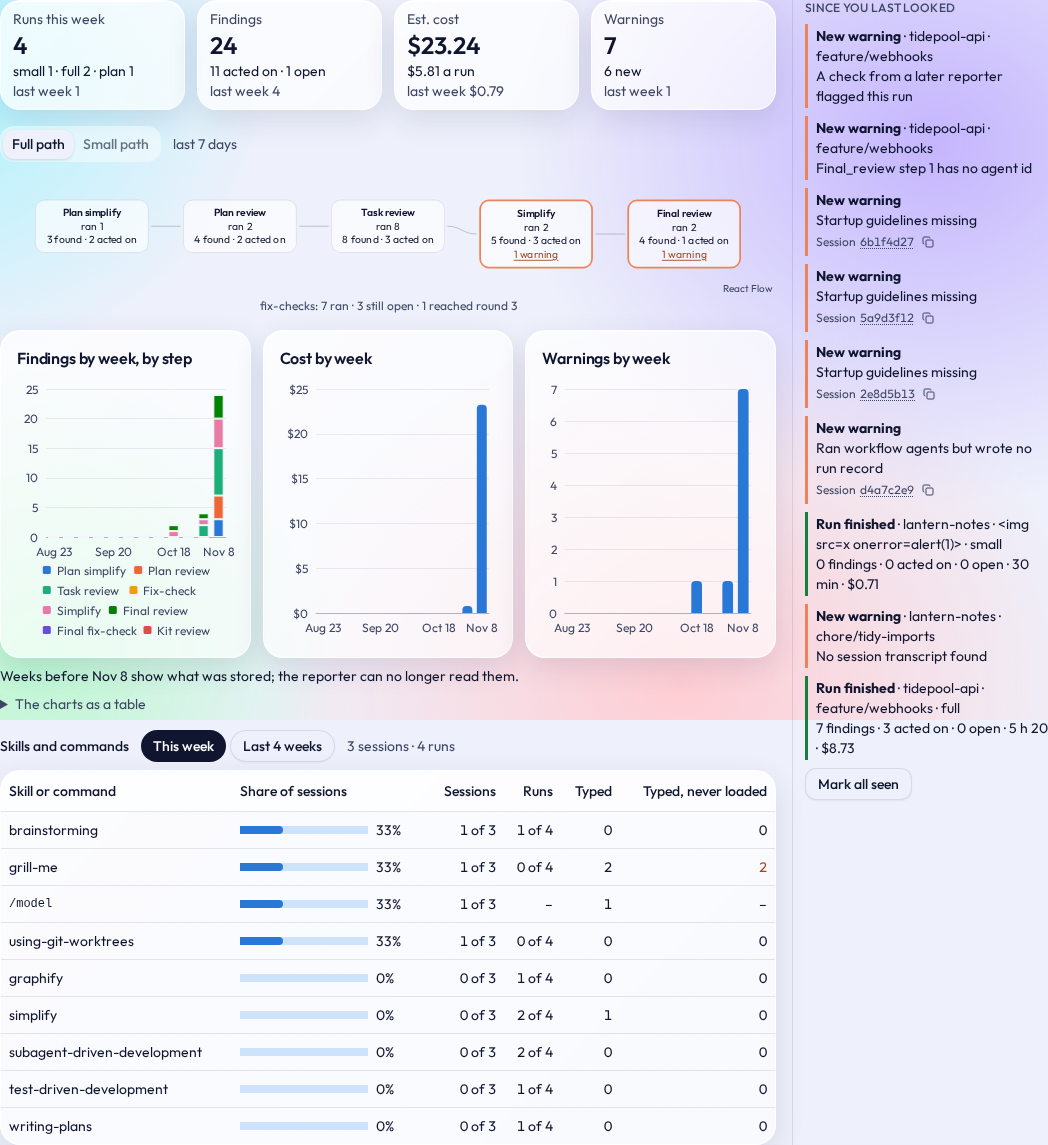 Runs this week
4
small 1 · full 2 · plan 1
last week 1
Findings
24
11 acted on · 1 open
last week 4
Est. cost
$23.24
$5.81 a run
last week $0.79
Warnings
7
6 new
last week 1
Full path
Small path
last 7 days
Plan simplify
ran 1
3 found · 2 acted on
Plan review
ran 2
4 found · 2 acted on
Task review
ran 8
8 found · 3 acted on
Simplify
ran 2
5 found · 3 acted on
1 warning
Final review
ran 2
4 found · 1 acted on
1 warning
React Flow
fix-checks: 7 ran · 3 still open · 1 reached round 3
Findings by week, by step
25
20
15
10
5
0
Aug 23
Sep 20
Oct 18
Nov 8
Plan simplify
Plan review
Task review
Fix-check
Simplify
Final review
Final fix-check
Kit review
Cost by week
$25
$20
$15
$10
$5
$0
Aug 23
Sep 20
Oct 18
Nov 8
Warnings by week
7
6
5
4
3
2
1
0
Aug 23
Sep 20
Oct 18
Nov 8
Weeks before Nov 8 show what was stored; the reporter can no longer read them.
The charts as a table
Skills and commands
This week
Last 4 weeks
3 sessions · 4 runs
Skill or command Share of sessions Sessions Runs Typed Typed, never loaded
brainstorming 33% 1 of 3 1 of 4 0 0
grill-me 33% 1 of 3 0 of 4 2 2
/model 33% 1 of 3 – 1 –
using-git-worktrees 33% 1 of 3 0 of 4 0 0
graphify 0% 0 of 3 1 of 4 0 0
simplify 0% 0 of 3 2 of 4 1 0
subagent-driven-development 0% 0 of 3 2 of 4 0 0
test-driven-development 0% 0 of 3 1 of 4 0 0
writing-plans 0% 0 of 3 1 of 4 0 0
SINCE YOU LAST LOOKED
New warning · tidepool-api ·
feature/webhooks
A check from a later reporter
flagged this run
New warning · tidepool-api ·
feature/webhooks
Final_review step 1 has no agent id
New warning
Startup guidelines missing
Session 6b1f4d27
New warning
Startup guidelines missing
Session 5a9d3f12
New warning
Startup guidelines missing
Session 2e8d5b13
New warning
Ran workflow agents but wrote no
run record
Session d4a7c2e9
Run finished · lantern-notes · <img
src=x onerror=alert(1)> · small
0 findings · 0 acted on · 0 open · 30
min · $0.71
New warning · lantern-notes ·
chore/tidy-imports
No session transcript found
Run finished · tidepool-api ·
feature/webhooks · full
7 findings · 3 acted on · 0 open · 5 h 20
· $8.73
Mark all seen